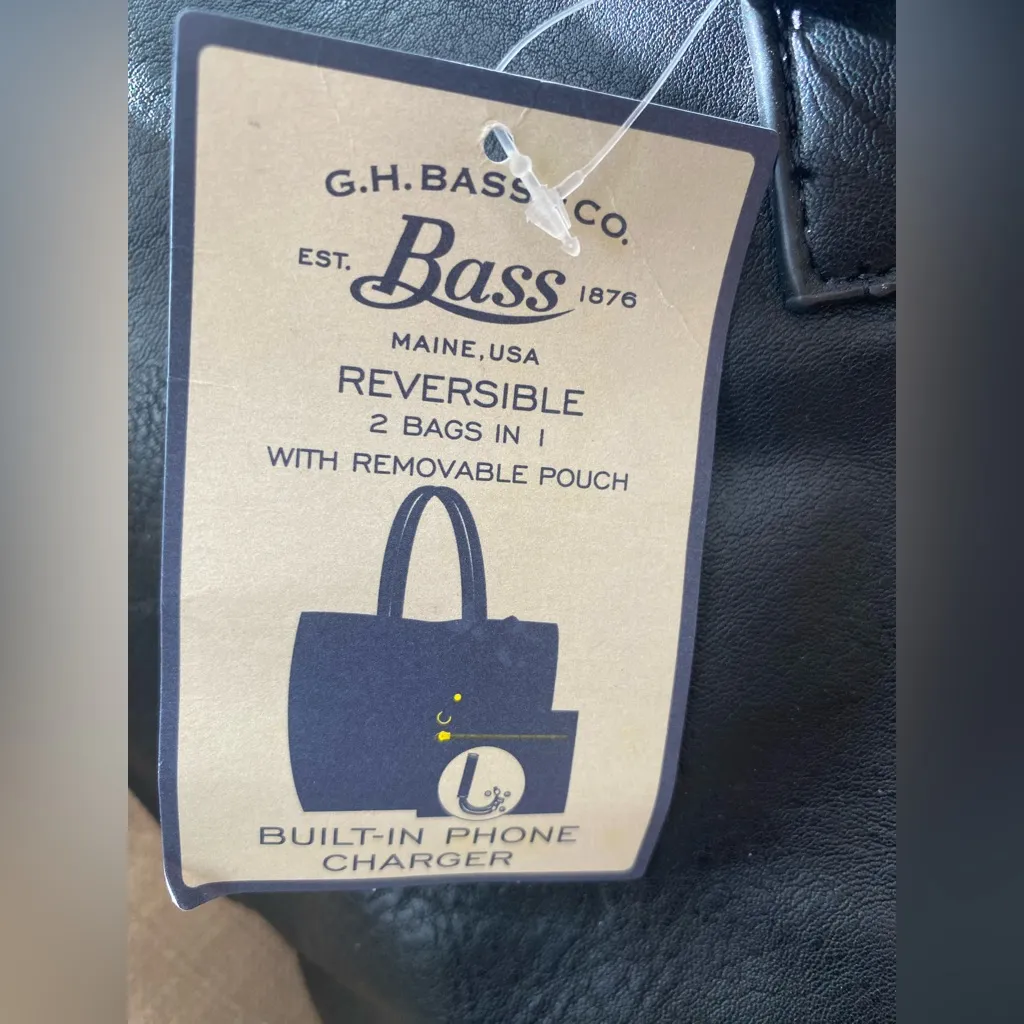 G.H. BASS CO.
Bass
EST. 1876
MAINE, USA
REVERSIBLE
2 BAGS IN 1
WITH REMOVABLE POUCH
BUILT-IN PHONE
CHARGER